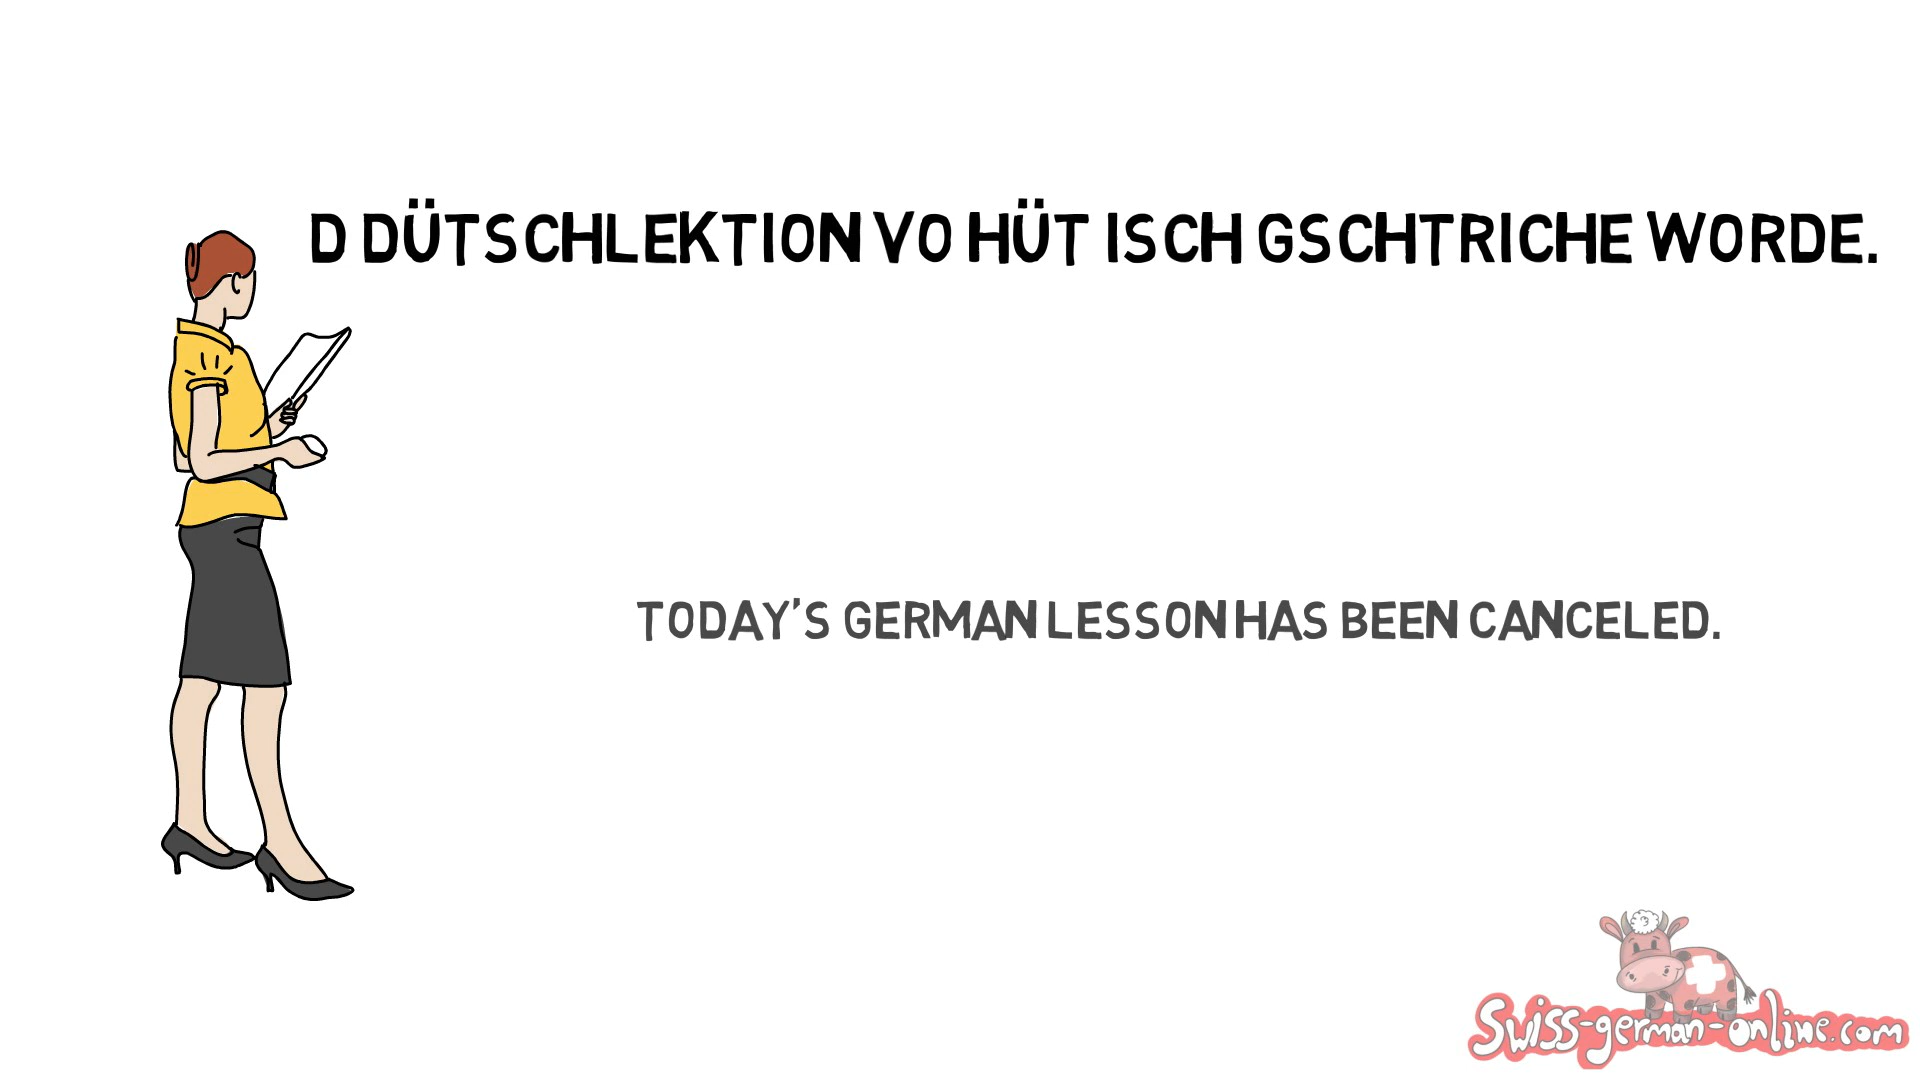 D DÜTSCHLEKTION VO HÜT ISCH GSCHTRICHE WORDE.
TODAY'S GERMAN LESSON HAS BEEN CANCELED.
Swiss-german-online.com